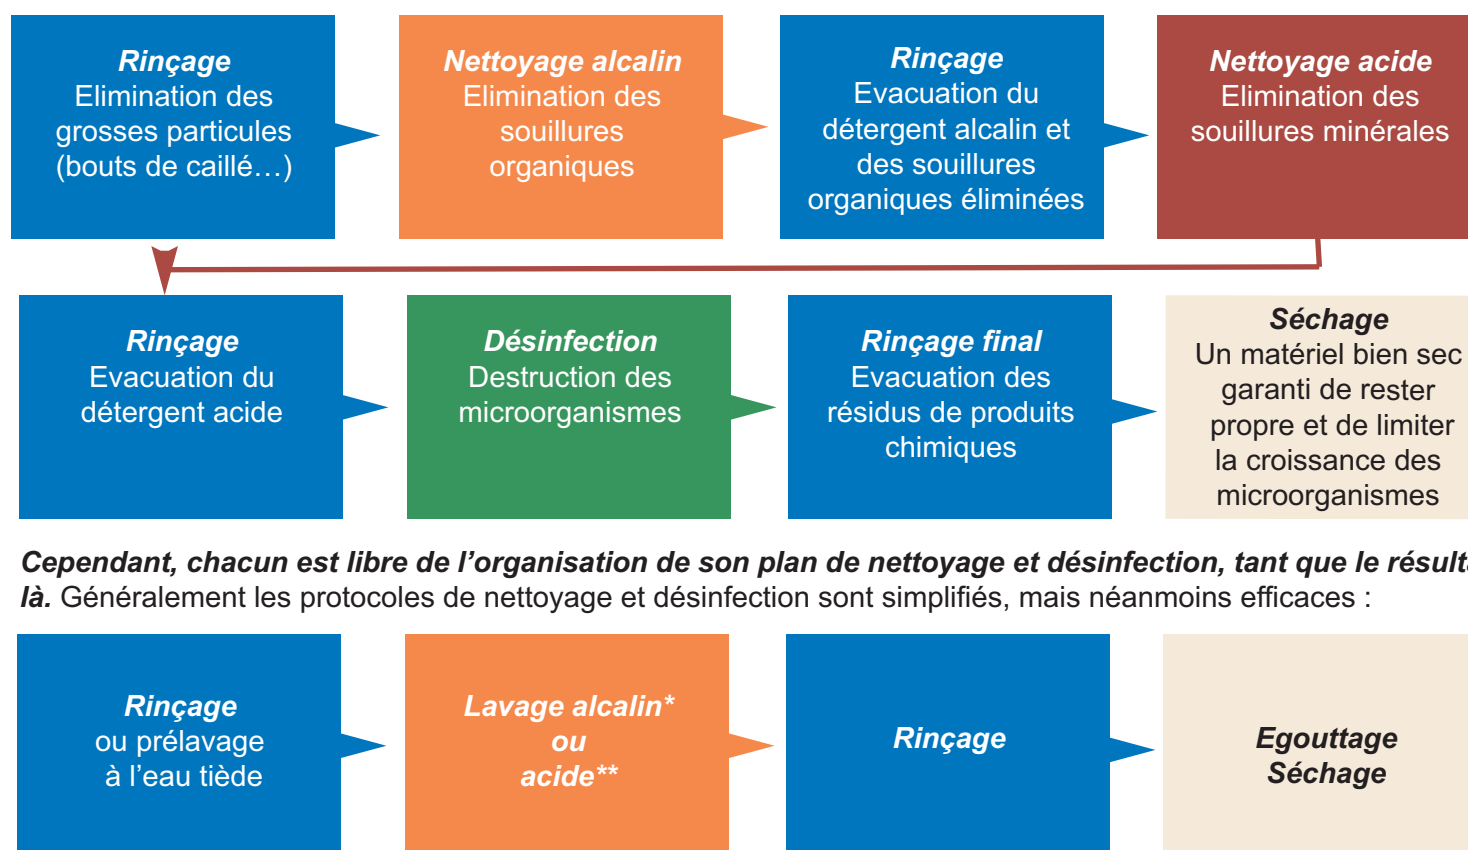 Rinçage
Elimination des
grosses particules
(bouts de caillé…)
Nettoyage alcalin
Elimination des
souillures
organiques
Rinçage
Evacuation du
détergent alcalin et
des souillures
organiques éliminées
Nettoyage acide
Elimination des
souillures minérales
Rinçage
Evacuation du
détergent acide
Désinfection
Destruction des
microorganismes
Rinçage final
Evacuation des
résidus de produits
chimiques
Séchage
Un matériel bien sec
garanti de rester
propre et de limiter
la croissance des
microorganismes
Cependant, chacun est libre de l’organisation de son plan de nettoyage et désinfection, tant que le
là. Généralement les protocoles de nettoyage et désinfection sont simplifiés, mais néanmoins efficaces :
Rinçage
ou prélavage
à l’eau tiède
Lavage alcalin*
ou
acide**
Rinçage
Egouttage
Séchage